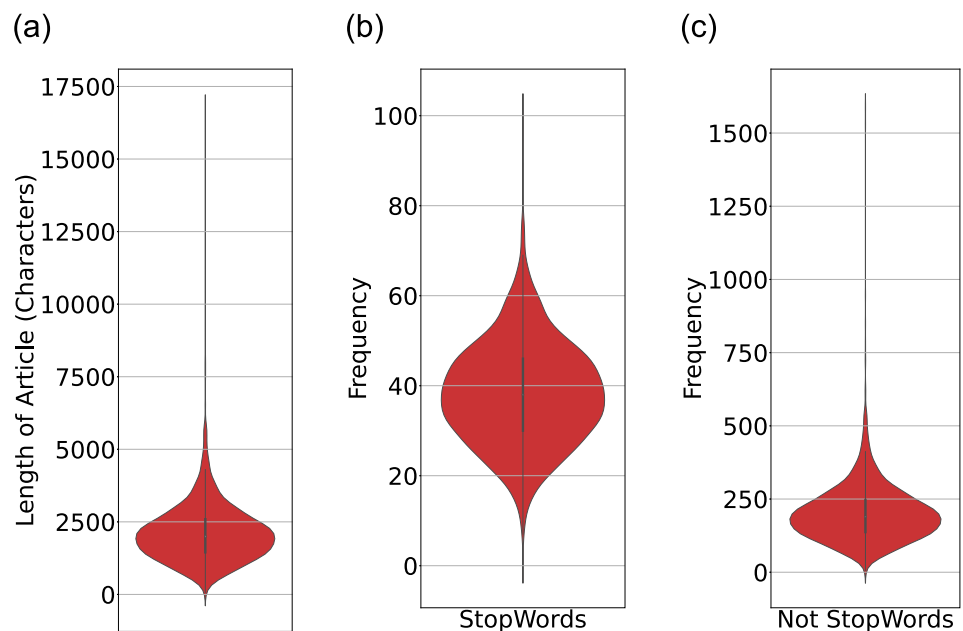 (a)
Length of Article (Characters)
17500
15000
12500
10000
7500
5000
2500
0
(b)
Frequency
100
80
60
40
20
0
StopWords
(c)
Frequency
1500
1250
1000
750
500
250
0
Not StopWords